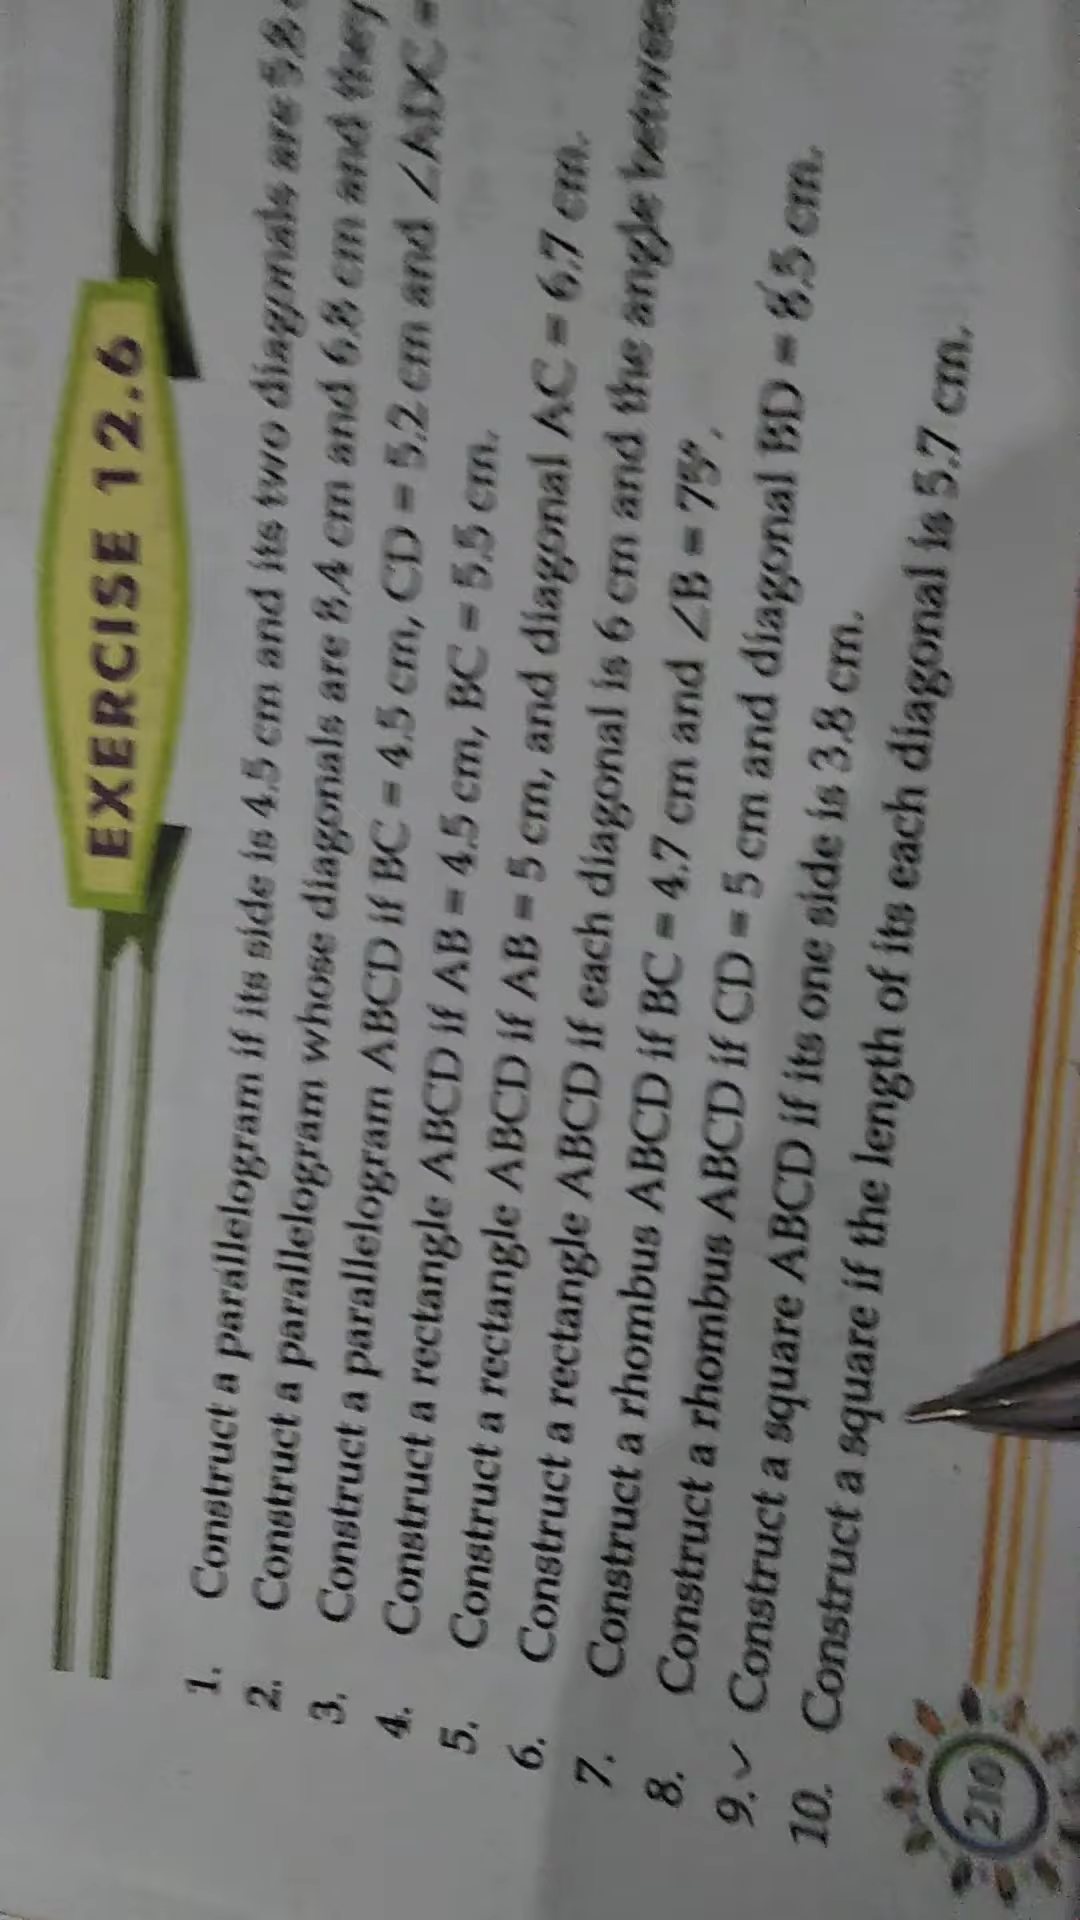 EXERCISE 12.6
1. Construct a parallelogram if its side is 4.5 cm and its two diagonals are 5.8
2. Construct a parallelogram whose diagonals are 8.4 cm and 6.8 cm and they
3. Construct a parallelogram ABCD if BC = 4.5 cm, CD = 5.2 cm and ∠ADC =
4. Construct a rectangle ABCD if AB = 4.5 cm, BC = 5.5 cm.
5. Construct a rectangle ABCD if AB = 5 cm, and diagonal AC = 6.7 cm.
6. Construct a rectangle ABCD if each diagonal is 6 cm and the angle between
7. Construct a rhombus ABCD if BC = 4.7 cm and ∠B = 75°.
8. Construct a rhombus ABCD if CD = 5 cm and diagonal BD = 8.5 cm.
9. ✓ Construct a square ABCD if its one side is 3.8 cm.
10. Construct a square if the length of its each diagonal is 5.7 cm.
210